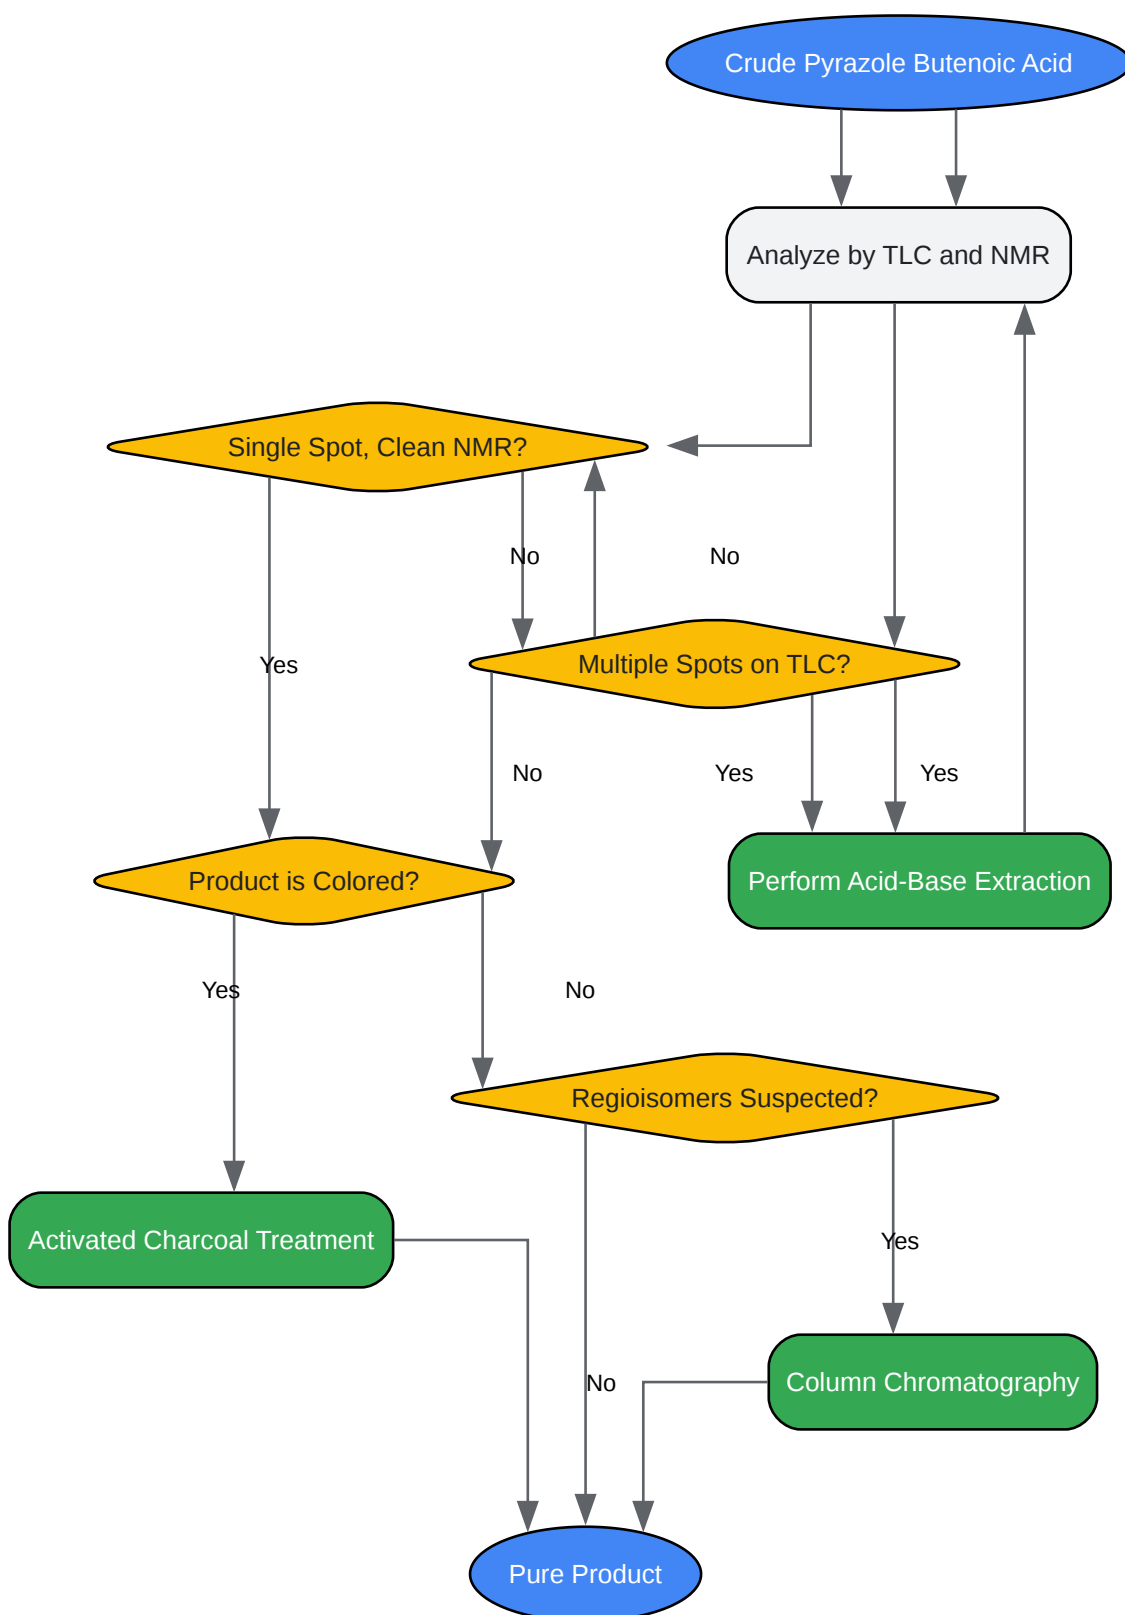 Crude Pyrazole Butenoic Acid
Analyze by TLC and NMR
Single Spot, Clean NMR?
No
No
Yes
Multiple Spots on TLC?
No
Yes
Yes
Product is Colored?
Perform Acid-Base Extraction
Yes
No
Regioisomers Suspected?
Activated Charcoal Treatment
Yes
No
Column Chromatography
Pure Product